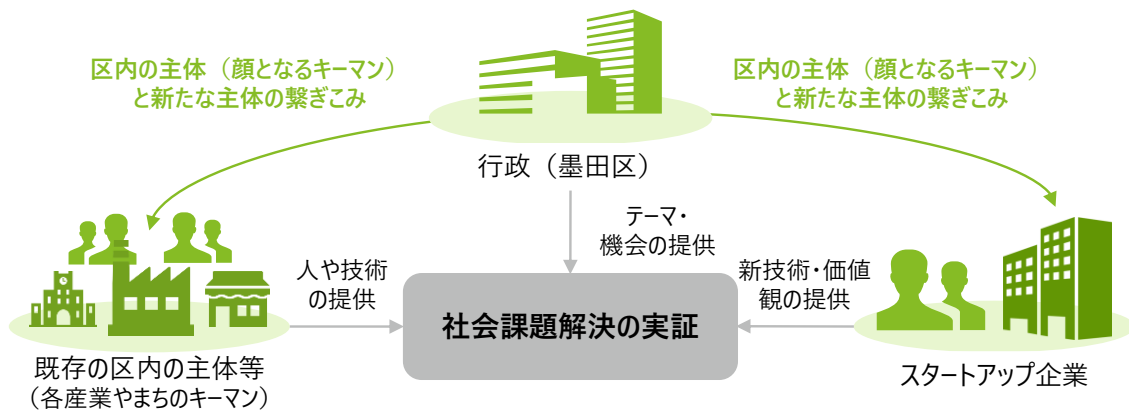 区内の主体（顔となるキーマン）
と新たな主体の繋ぎこみ
区内の主体（顔となるキーマン）
と新たな主体の繋ぎこみ
行政（墨田区）
テーマ・
機会の提供
人や技術
の提供
新技術・価値
観の提供
社会課題解決の実証
既存の区内の主体等
（各産業やまちのキーマン）
スタートアップ企業